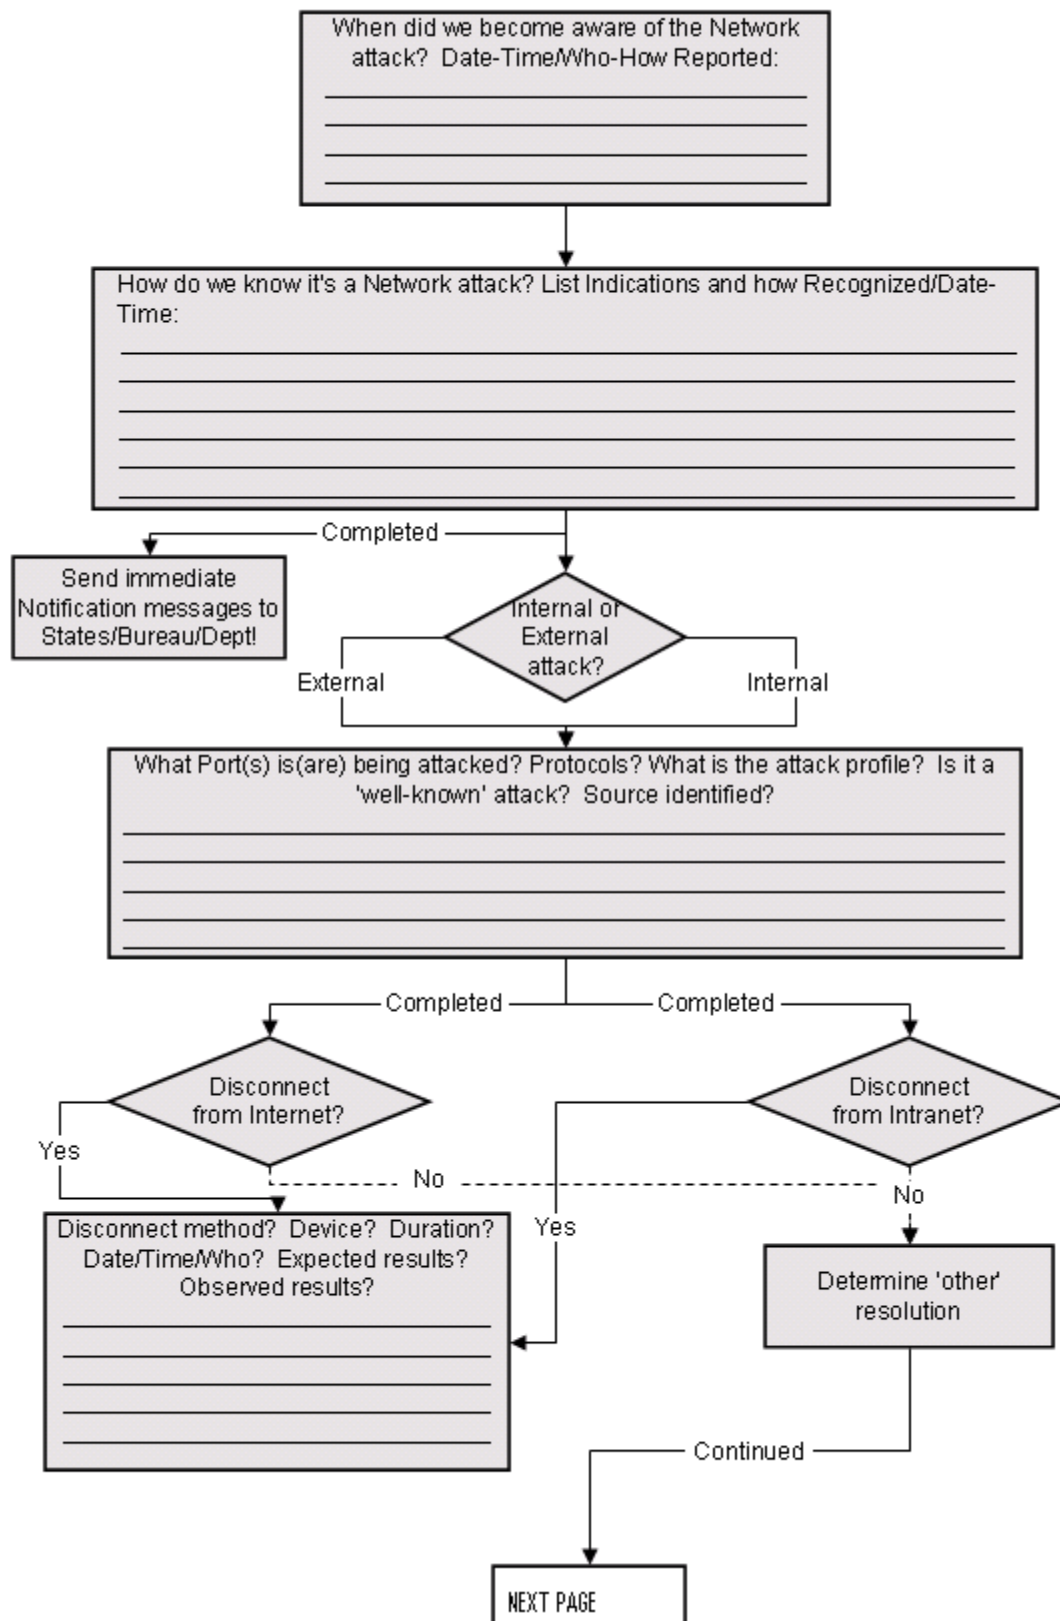 When did we become aware of the Network
attack?  Date-Time/Who-How Reported:
How do we know it's a Network attack? List Indications and how Recognized/Date-
Time:
Completed
Send immediate
Notification messages to
States/Bureau/Dept!
Internal or
External
attack?
External
Internal
What Port(s) is(are) being attacked? Protocols? What is the attack profile?  Is it a
'well-known' attack?  Source identified?
Completed
Completed
Disconnect
from Internet?
Disconnect
from Intranet?
Yes
No
No
Yes
Disconnect method?  Device?  Duration?
Date/Time/Who?  Expected results?
Observed results?
Determine 'other'
resolution
Continued
NEXT PAGE